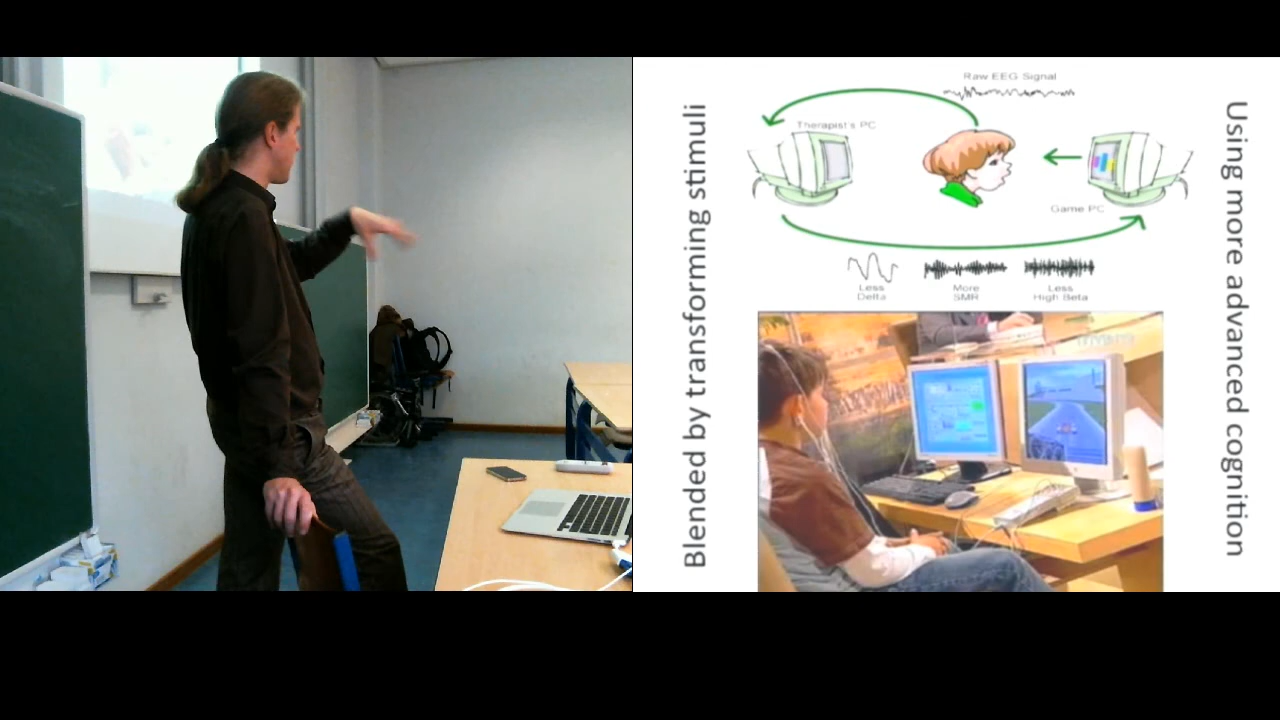 Raw EEG Signal
Therapist's PC
Game PC
Less
Delta
More
SMR
Less
High Beta
Blended by transforming stimuli
Using more advanced cognition